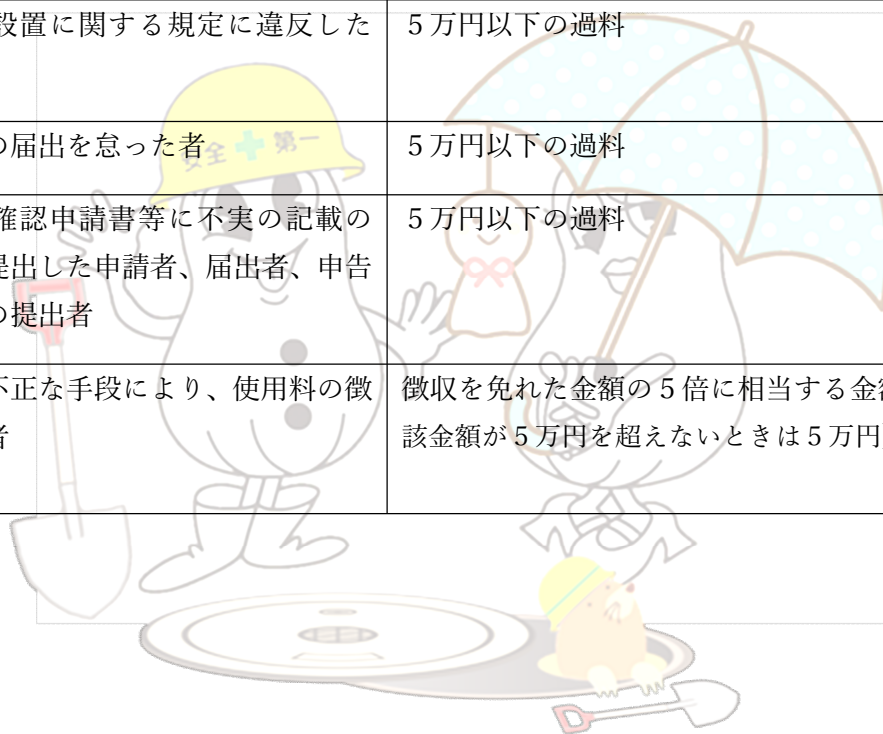 設置に関する規定に違反した
５万円以下の過料
の届出を怠った者
５万円以下の過料
確認申請書等に不実の記載の
提出した申請者、届出者、申告
の提出者
５万円以下の過料
不正な手段により、使用料の徴
者
徴収を免れた金額の５倍に相当する金額
該金額が５万円を超えないときは５万円
安全 第一